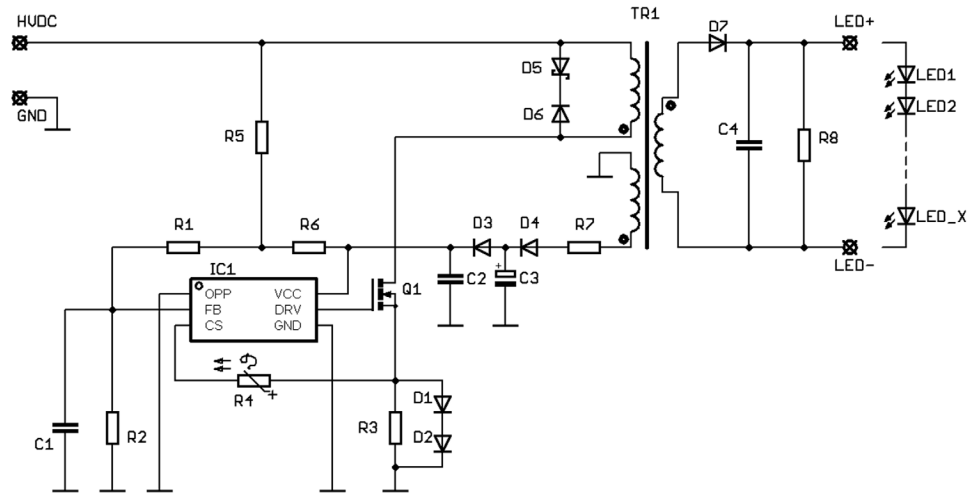 HVDC
TR1
D7
LED+
D5
LED1
LED2
GND
D6
R5
C4
R8
R1
R6
D3
D4
R7
LED_X
IC1
C2
C3
LED-
OPP
VCC
Q1
FB
DRV
CS
GND
R4
D1
C1
R2
R3
D2